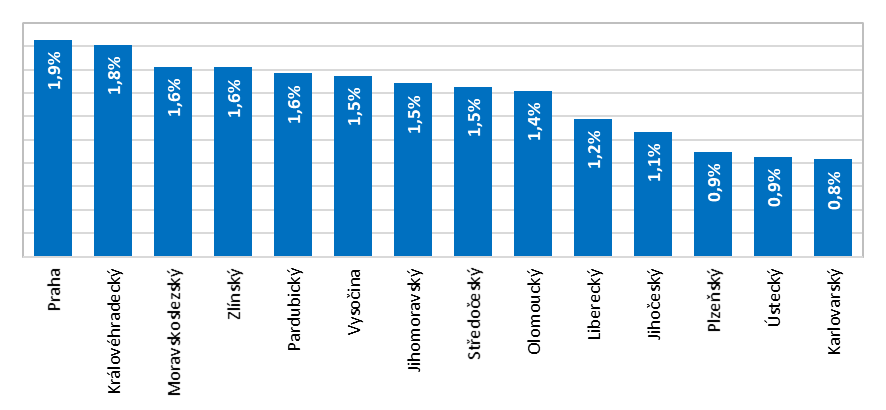 1,9%
1,8%
1,6%
1,6%
1,6%
1,5%
1,5%
1,5%
1,4%
1,2%
1,1%
0,9%
0,9%
0,8%
Praha
Královéhradecký
Moravskoslezský
Zlínský
Pardubický
Vysočina
Jihomoravský
Středočeský
Olomoucký
Liberecký
Jihočeský
Plzeňský
Ústecký
Karlovarský